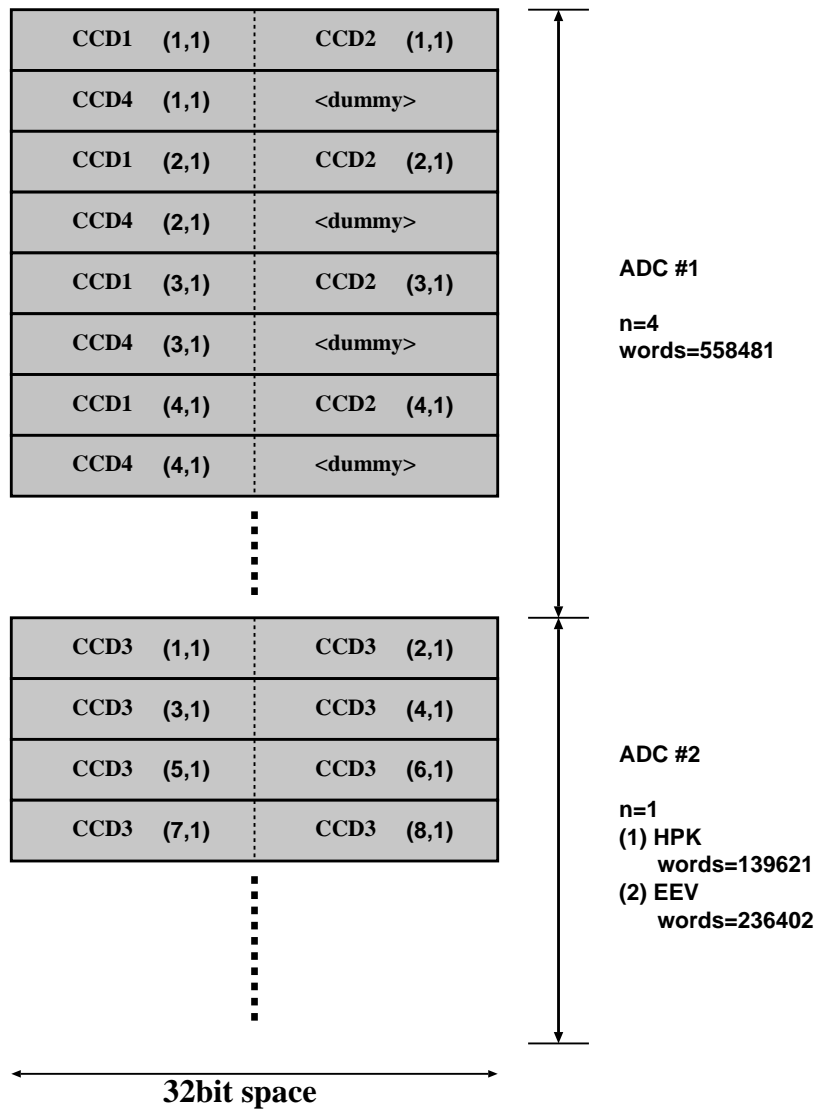 CCD1 (1,1) CCD2 (1,1)
CCD4 (1,1) <dummy>
CCD1 (2,1) CCD2 (2,1)
CCD4 (2,1) <dummy>
CCD1 (3,1) CCD2 (3,1)
CCD4 (3,1) <dummy>
CCD1 (4,1) CCD2 (4,1)
CCD4 (4,1) <dummy>
ADC #1
n=4
words=558481
CCD3 (1,1) CCD3 (2,1)
CCD3 (3,1) CCD3 (4,1)
CCD3 (5,1) CCD3 (6,1)
CCD3 (7,1) CCD3 (8,1)
ADC #2
n=1
(1) HPK
words=139621
(2) EEV
words=236402
32bit space